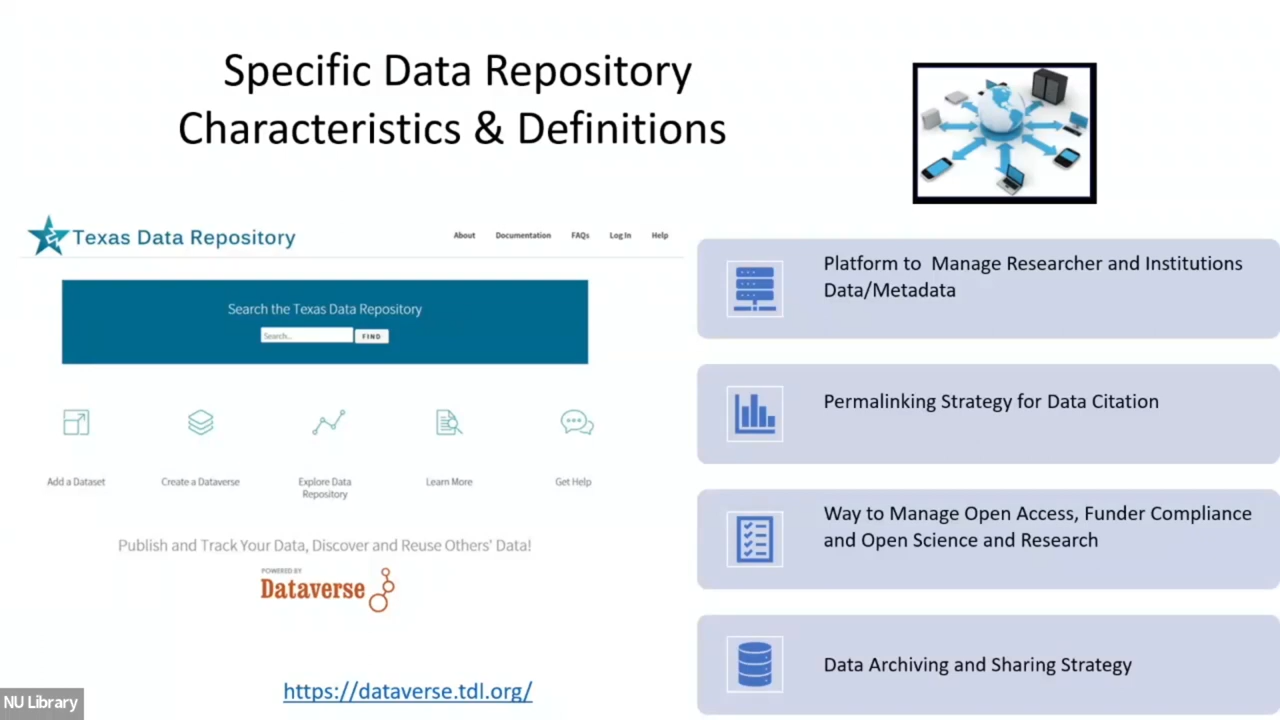 Specific Data Repository
Characteristics & Definitions
Texas Data Repository
About Documentation FAQs Log In Help
Search the Texas Data Repository
Search...
FIND
Add a Dataset
Create a Dataverse
Explore Data
Repository
Learn More
Get Help
Publish and Track Your Data, Discover and Reuse Others' Data!
POWERED BY
Dataverse
https://dataverse.tdl.org/
Platform to  Manage Researcher and Institutions
Data/Metadata
Permalinking Strategy for Data Citation
Way to Manage Open Access, Funder Compliance
and Open Science and Research
Data Archiving and Sharing Strategy
NU Library